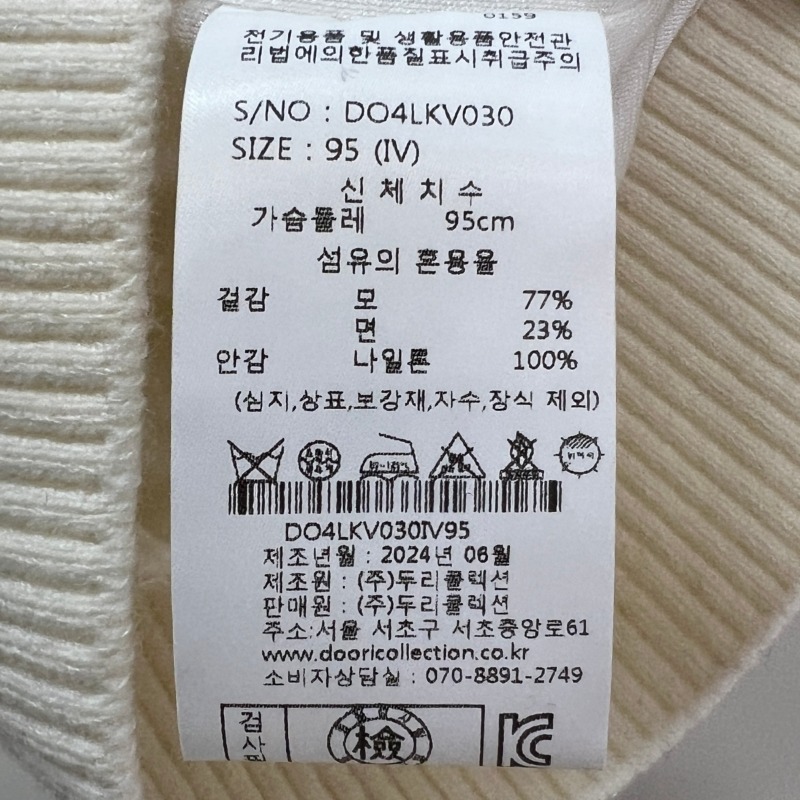 0159
전기용품 및 생활용품안전관
리법에의한품질표시취급주의
S/NO : DO4LKV030
SIZE : 95 (IV)
신 체 치 수
가슴둘레 95cm
섬유의 혼용율
겉감 모 77%
면 23%
안감 나일론 100%
(심지,상표,보강재,자수,장식 제외)
DO4LKV030IV95
제조년월 : 2024년 06월
제조원 : (주)두리콜렉션
판매원 : (주)두리콜렉션
주소:서울 서초구 서초중앙로61
www.dooricollection.co.kr
소비자상담실 : 070-8891-2749
검사
檢
KC